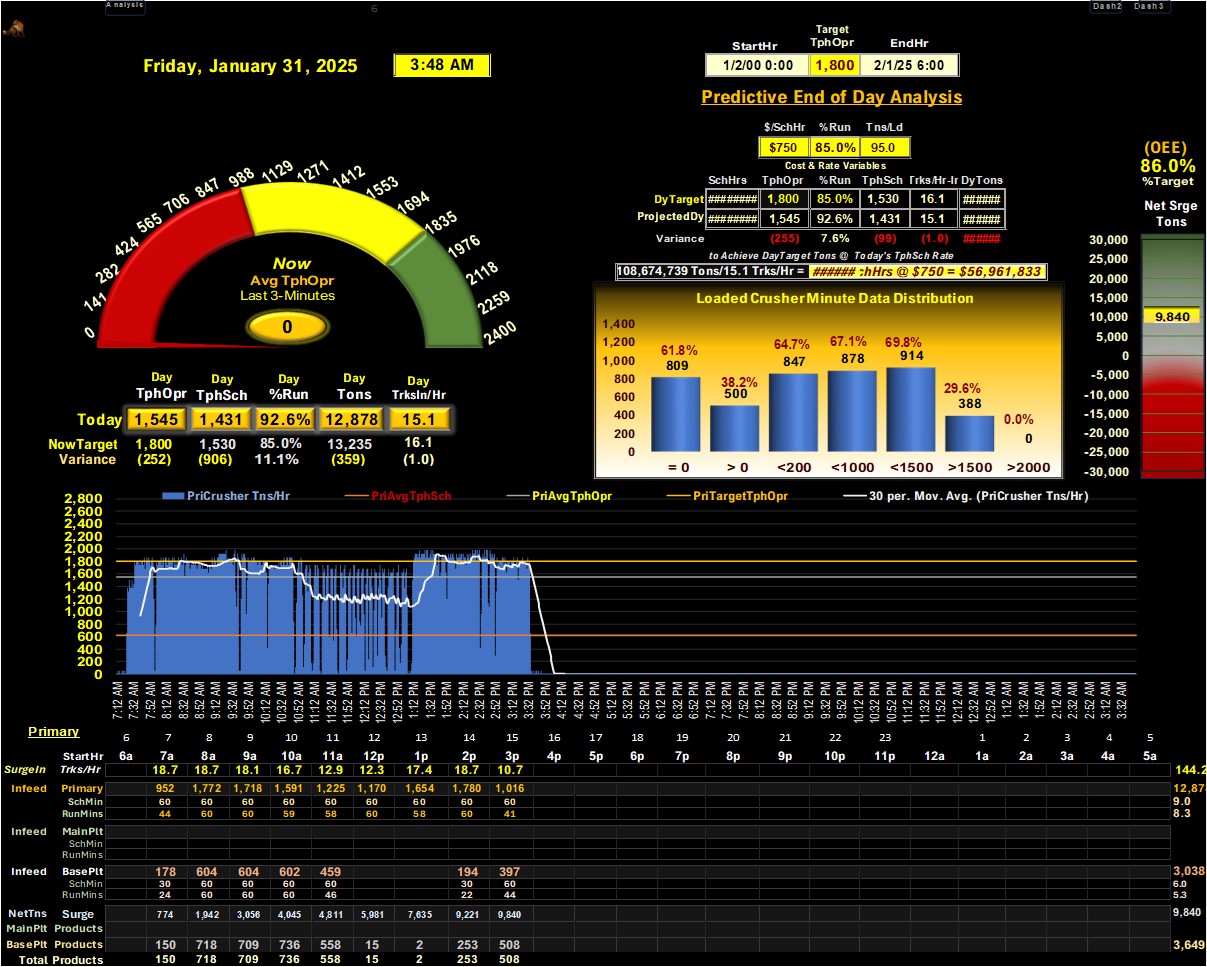 Analysis 6 Dash2 Dash3
Target
StartHr TphOpr EndHr
Friday, January 31, 2025 3:48 AM 1/2/00 0:00 1,800 2/1/25 6:00
Predictive End of Day Analysis
$/SchHr %Run Tns/Ld
$750 85.0% 95.0
Cost & Rate Variables
SchHrs TphOpr %Run TphSch Trks/Hr-Ir DyTons
DyTarget ######## 1,800 85.0% 1,530 16.1 ######
ProjectedDy ######## 1,545 92.6% 1,431 15.1 ######
Variance (255) 7.6% (99) (1.0) ######
to Achieve DayTarget Tons @ Today's TphSch Rate
108,674,739 Tons/15.1 Trks/Hr = ###### :hHrs @ $750 = $56,961,833
(OEE)
86.0%
%Target
Net Srge
Tons
30,000
25,000
20,000
15,000
10,000
9,840
5,000
0
-5,000
-10,000
-15,000
-20,000
-25,000
-30,000
0 141 282 424 565 706 847 988 1129 1271 1412 1553 1694 1835 1976 2118 2259 2400
Now
Avg TphOpr
Last 3-Minutes
0
Loaded Crusher Minute Data Distribution
1,400
1,200
1,000
800
600
400
200
0
61.8% 38.2% 64.7% 67.1% 69.8% 29.6% 0.0%
809 500 847 878 914 388 0
= 0 > 0 <200 <1000 <1500 >1500 >2000
Day Day Day Day Day
TphOpr TphSch %Run Tons TrksIn/Hr
Today 1,545 1,431 92.6% 12,878 15.1
NowTarget 1,800 1,530 85.0% 13,235 16.1
Variance (252) (906) 11.1% (359) (1.0)
PriCrusher Tns/Hr PriAvgTphSch PriAvgTphOpr PriTargetTphOpr 30 per. Mov. Avg. (PriCrusher Tns/Hr)
2,800
2,600
2,400
2,200
2,000
1,800
1,600
1,400
1,200
1,000
800
600
400
200
0
7:12 AM 7:32 AM 7:52 AM 8:12 AM 8:32 AM 8:52 AM 9:12 AM 9:32 AM 9:52 AM 10:12 AM 10:32 AM 10:52 AM 11:12 AM 11:32 AM 11:52 AM 12:12 PM 12:32 PM 12:52 PM 1:12 PM 1:32 PM 1:52 PM 2:12 PM 2:32 PM 2:52 PM 3:12 PM 3:32 PM 3:52 PM 4:12 PM 4:32 PM 4:52 PM 5:12 PM 5:32 PM 5:52 PM 6:12 PM 6:32 PM 6:52 PM 7:12 PM 7:32 PM 7:52 PM 8:12 PM 8:32 PM 8:52 PM 9:12 PM 9:32 PM 9:52 PM 10:12 PM 10:32 PM 10:52 PM 11:12 PM 11:32 PM 11:52 PM 12:12 AM 12:32 AM 12:52 AM 1:12 AM 1:32 AM 1:52 AM 2:12 AM 2:32 AM 2:52 AM 3:12 AM 3:32 AM
Primary 6 7 8 9 10 11 12 13 14 15 16 17 18 19 20 21 22 23 1 2 3 4 5
StartHr 6a 7a 8a 9a 10a 11a 12p 1p 2p 3p 4p 5p 6p 7p 8p 9p 10p 11p 12a 1a 2a 3a 4a 5a
SurgeIn Trks/Hr 18.7 18.7 18.1 16.7 12.9 12.3 17.4 18.7 10.7 144.2
Infeed Primary 952 1,772 1,718 1,591 1,225 1,170 1,654 1,780 1,016 12,87
SchMin 60 60 60 60 60 60 60 60 60 9.0
RunMins 44 60 60 59 58 60 58 60 41 8.3
Infeed MainPlt
SchMin
RunMins
Infeed BasePlt 178 604 604 602 459 194 397 3,038
SchMin 30 60 60 60 60 30 60 6.0
RunMins 24 60 60 60 46 22 44 5.3
NetTns Surge 774 1,942 3,056 4,045 4,811 5,981 7,635 9,221 9,840 9,840
MainPlt Products
BasePlt Products 150 718 709 736 558 15 2 253 508 3,649
Total Products 150 718 709 736 558 15 2 253 508